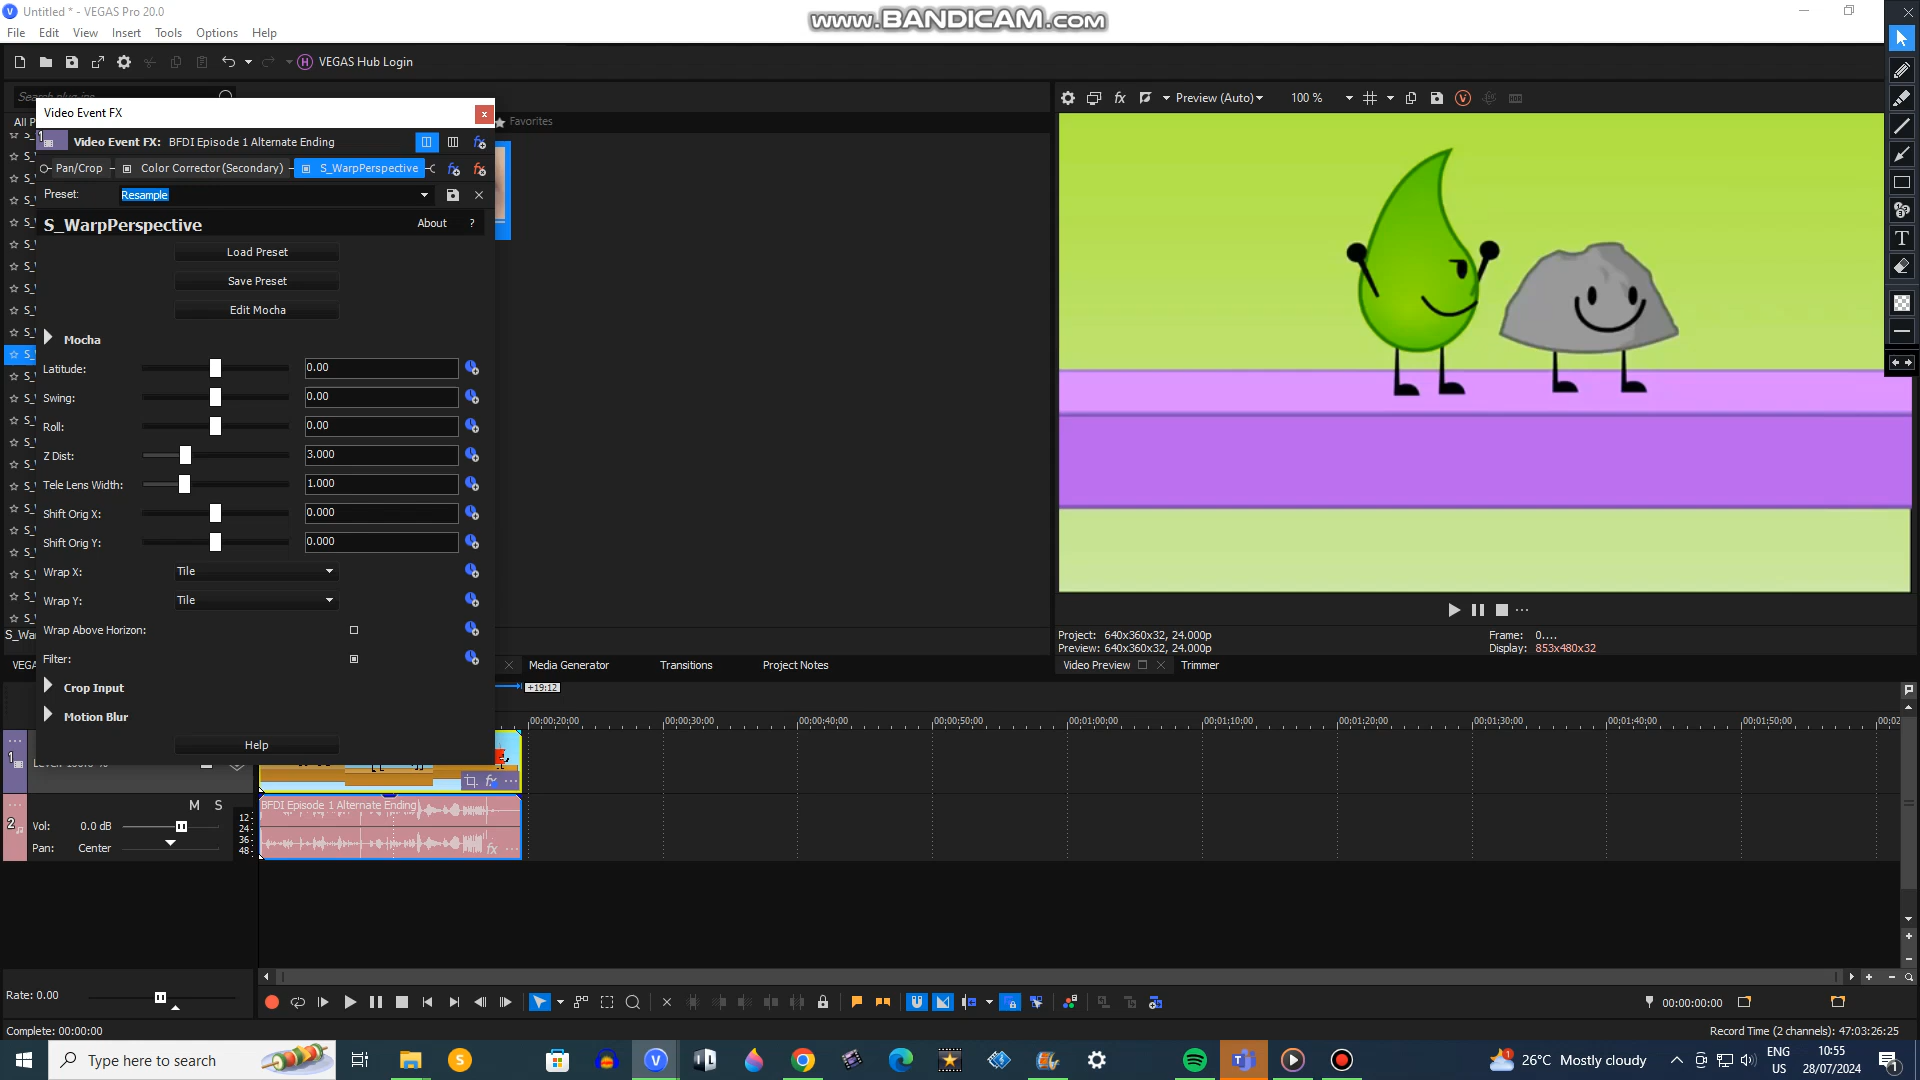 Untitled * - VEGAS Pro 20.0
www.BANDICAM.com
File Edit View Insert Tools Options Help
VEGAS Hub Login
Search plug-ins
Video Event FX
All P
Favorites
Preview (Auto)
100 %
Video Event FX: BFDI Episode 1 Alternate Ending
Pan/Crop
Color Corrector (Secondary)
S_WarpPerspective
Preset:
Resample
S_WarpPerspective
About
?
Load Preset
Save Preset
Edit Mocha
Mocha
Latitude: 0.00
Swing: 0.00
Roll: 0.00
Z Dist: 3.000
Tele Lens Width: 1.000
Shift Orig X: 0.000
Shift Orig Y: 0.000
Wrap X: Tile
Wrap Y: Tile
Wrap Above Horizon:
Filter:
Crop Input
Motion Blur
Help
S_Wa
VEG
Media Generator
Transitions
Project Notes
Project: 640x360x32, 24.000p
Preview: 640x360x32, 24.000p
Frame: 0....
Display: 853x480x32
Video Preview
Trimmer
+19:12
00:00:20:00 00:00:30:00 00:00:40:00 00:00:50:00 00:01:00:00 00:01:10:00 00:01:20:00 00:01:30:00 00:01:40:00 00:01:50:00 00:02
1
2
M S
BFDI Episode 1 Alternate Ending
Vol: 0.0 dB
Pan: Center
12
24
36
48
fx
Rate: 0.00
00:00:00:00
Complete: 00:00:00
Record Time (2 channels): 47:03:26:25
Type here to search
26°C Mostly cloudy
ENG
US
10:55
28/07/2024
1